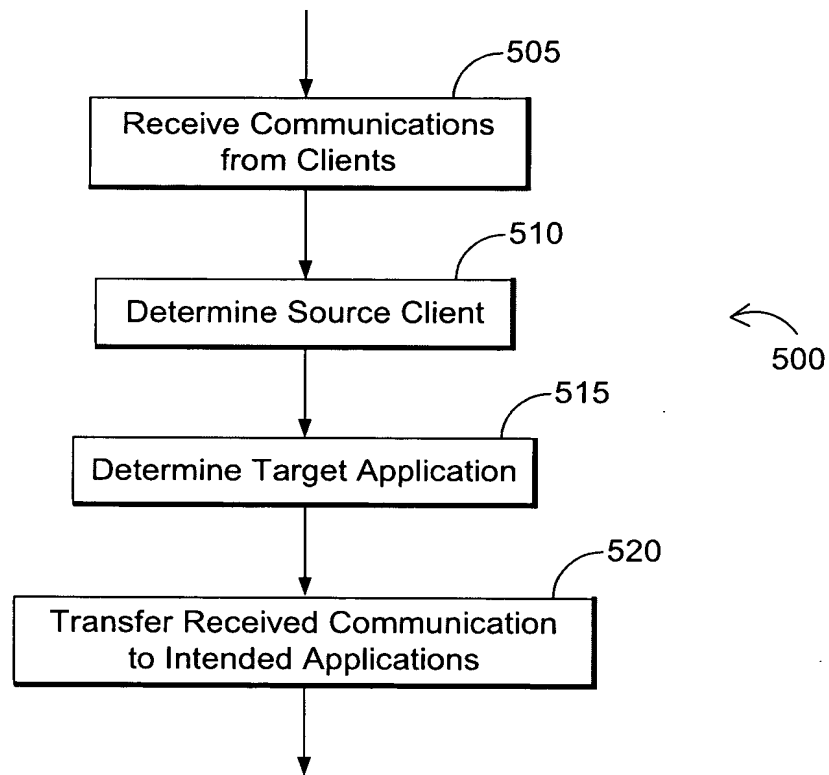 505
Receive Communications
from Clients
510
Determine Source Client
500
515
Determine Target Application
520
Transfer Received Communication
to Intended Applications